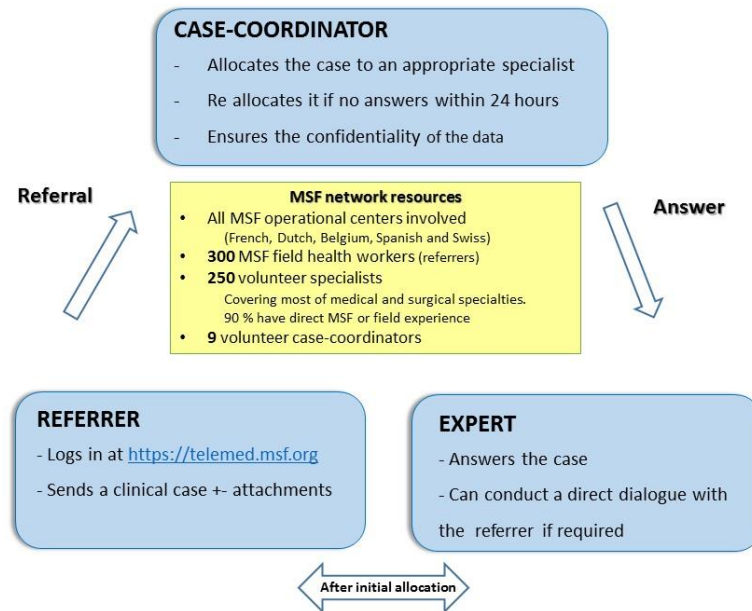 CASE-COORDINATOR
- Allocates the case to an appropriate specialist
- Re allocates it if no answers within 24 hours
- Ensures the confidentiality of the data
Referral
MSF network resources
• All MSF operational centers involved
(French, Dutch, Belgium, Spanish and Swiss)
• 300 MSF field health workers (referrers)
• 250 volunteer specialists
Covering most of medical and surgical specialties.
90 % have direct MSF or field experience
• 9 volunteer case-coordinators
Answer
REFERRER
- Logs in at https://telemed.msf.org
- Sends a clinical case +- attachments
EXPERT
- Answers the case
- Can conduct a direct dialogue with
the referrer if required
After initial allocation